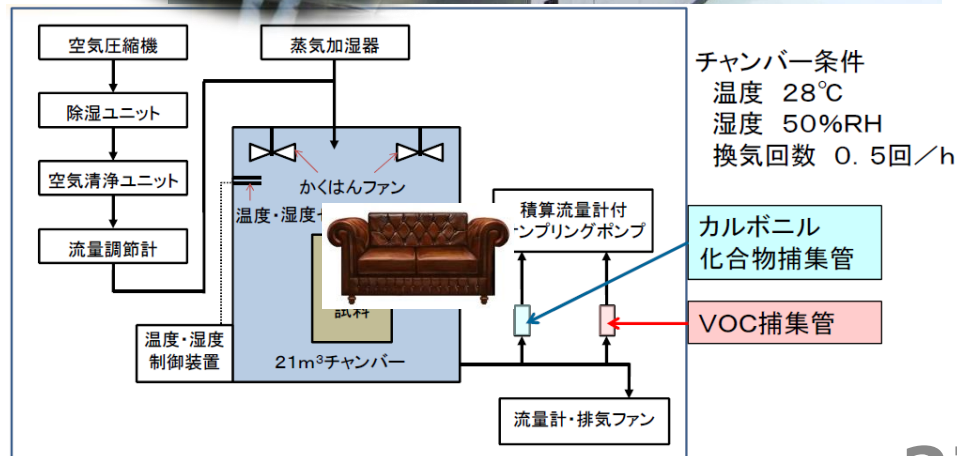 空気圧縮機
蒸気加湿器
除湿ユニット
空気清浄ユニット
流量調節計
かくはんファン
温度・湿度
試料
温度・湿度
制御装置
21m³チャンバー
積算流量計付
ンプリングポンプ
流量計・排気ファン
チャンバー条件
温度 28℃
湿度 50%RH
換気回数 0.5回/h
カルボニル
化合物捕集管
VOC捕集管